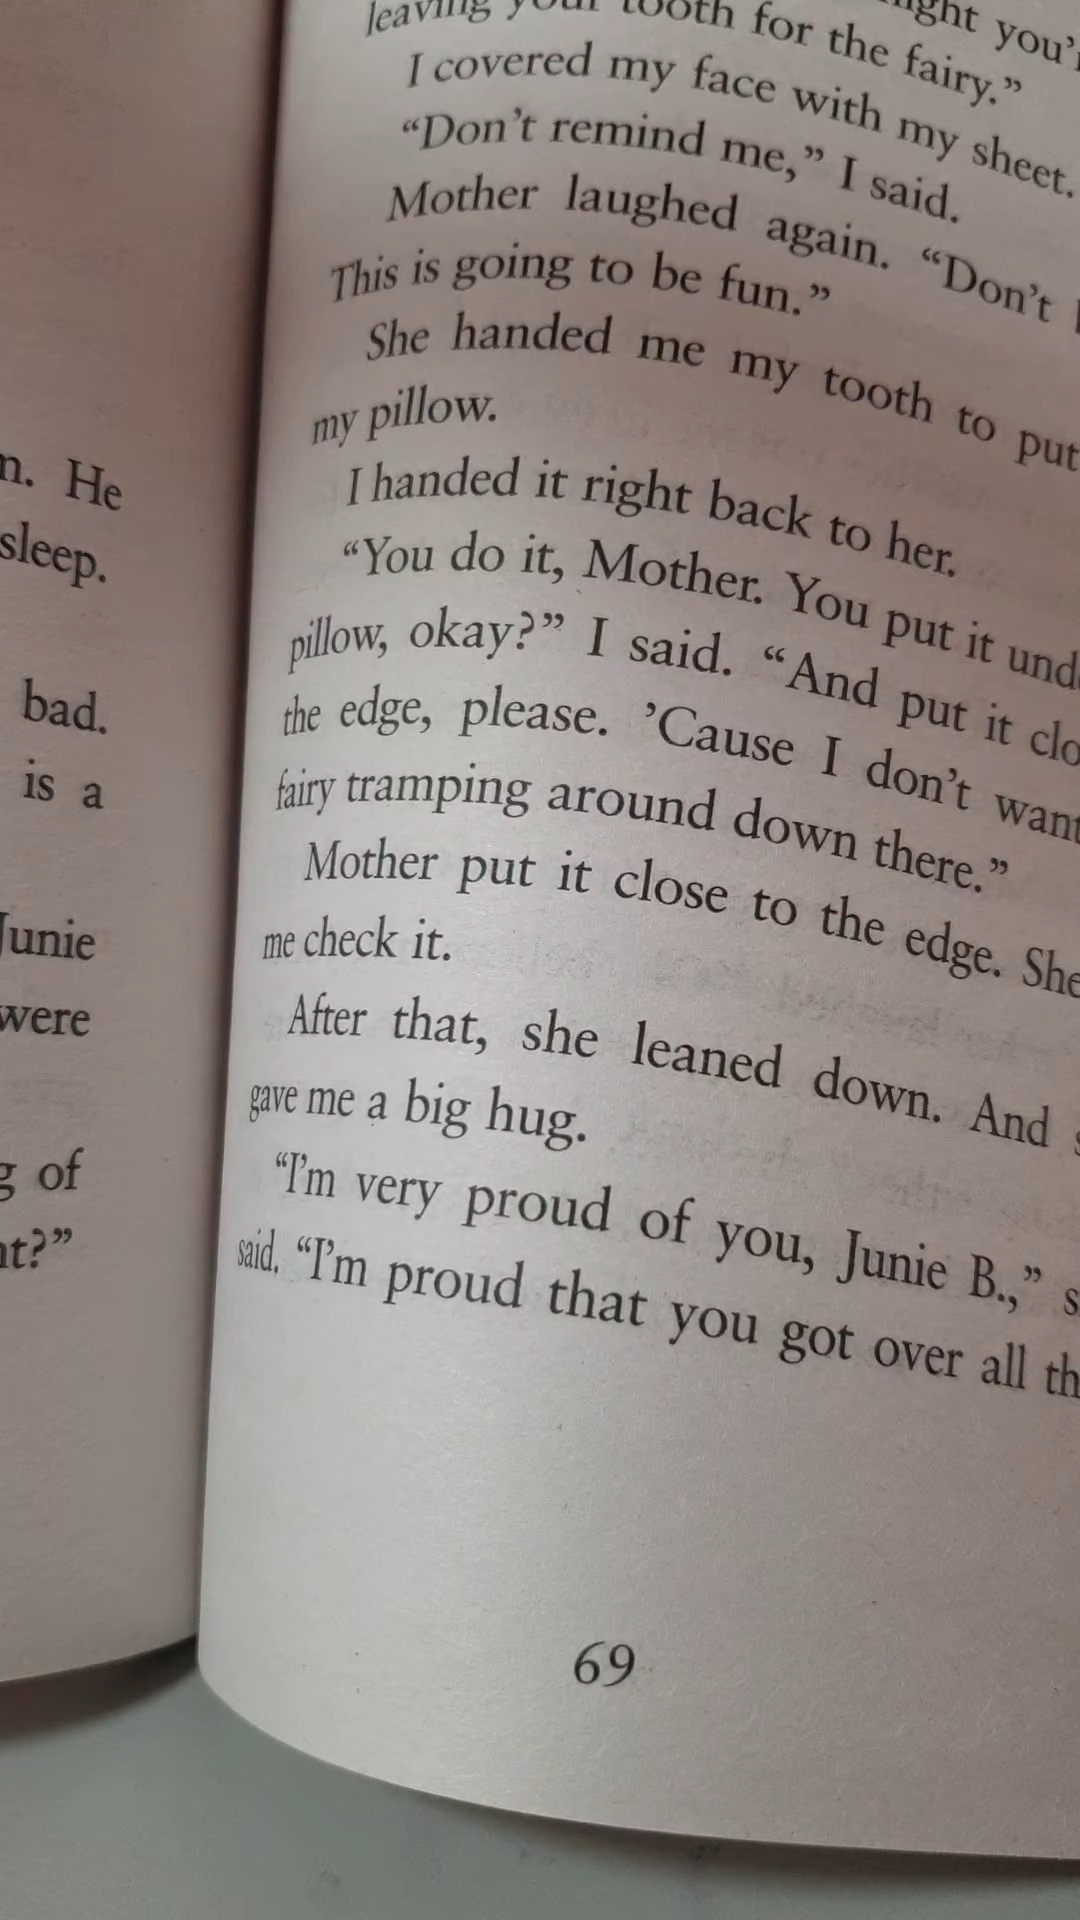 n. He
sleep.
bad.
is a
Junie
were
of
leaving your tooth for the fairy.”
I covered my face with my sheet.
“Don’t remind me,” I said.
Mother laughed again. “Don’t
This is going to be fun.”
She handed me my tooth to put
my pillow.
I handed it right back to her.
“You do it, Mother. You put it und
pillow, okay?” I said. “And put it clo
the edge, please. ’Cause I don’t want
fairy tramping around down there.”
Mother put it close to the edge. She
me check it.
After that, she leaned down. And
gave me a big hug.
“I’m very proud of you, Junie B.,” s
said. “I’m proud that you got over all th
69